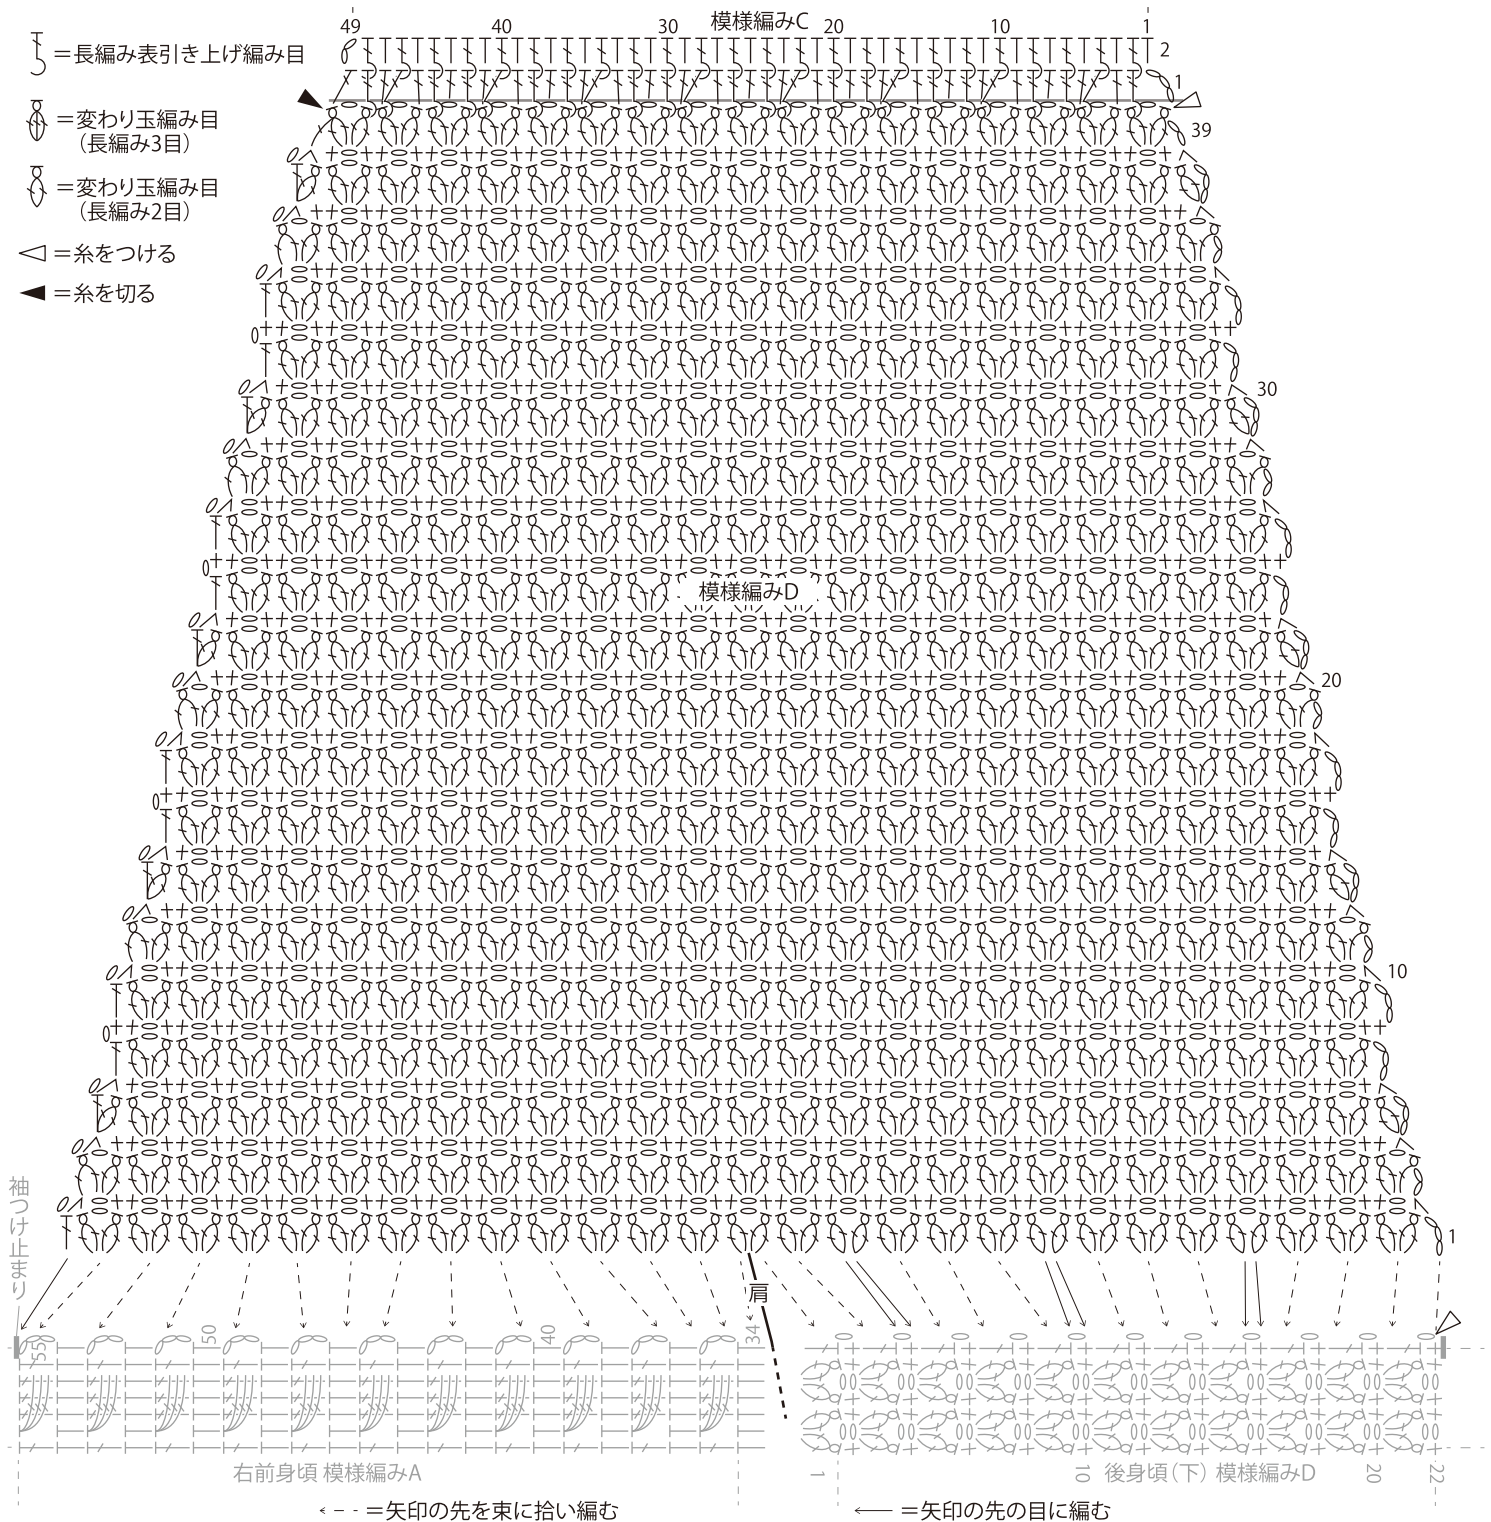 49
40
30
模様編みC
20
10
1
2
1
=長編み表引き上げ編み目
=変わり玉編み目
(長編み3目)
=変わり玉編み目
(長編み2目)
=糸をつける
=糸を切る
39
30
模様編みD
20
10
1
袖つけ止まり
肩
55
50
40
34
右前身頃 模様編みA
1
10
後身頃(下) 模様編みD
20
22
=矢印の先を束に拾い編む
=矢印の先の目に編む